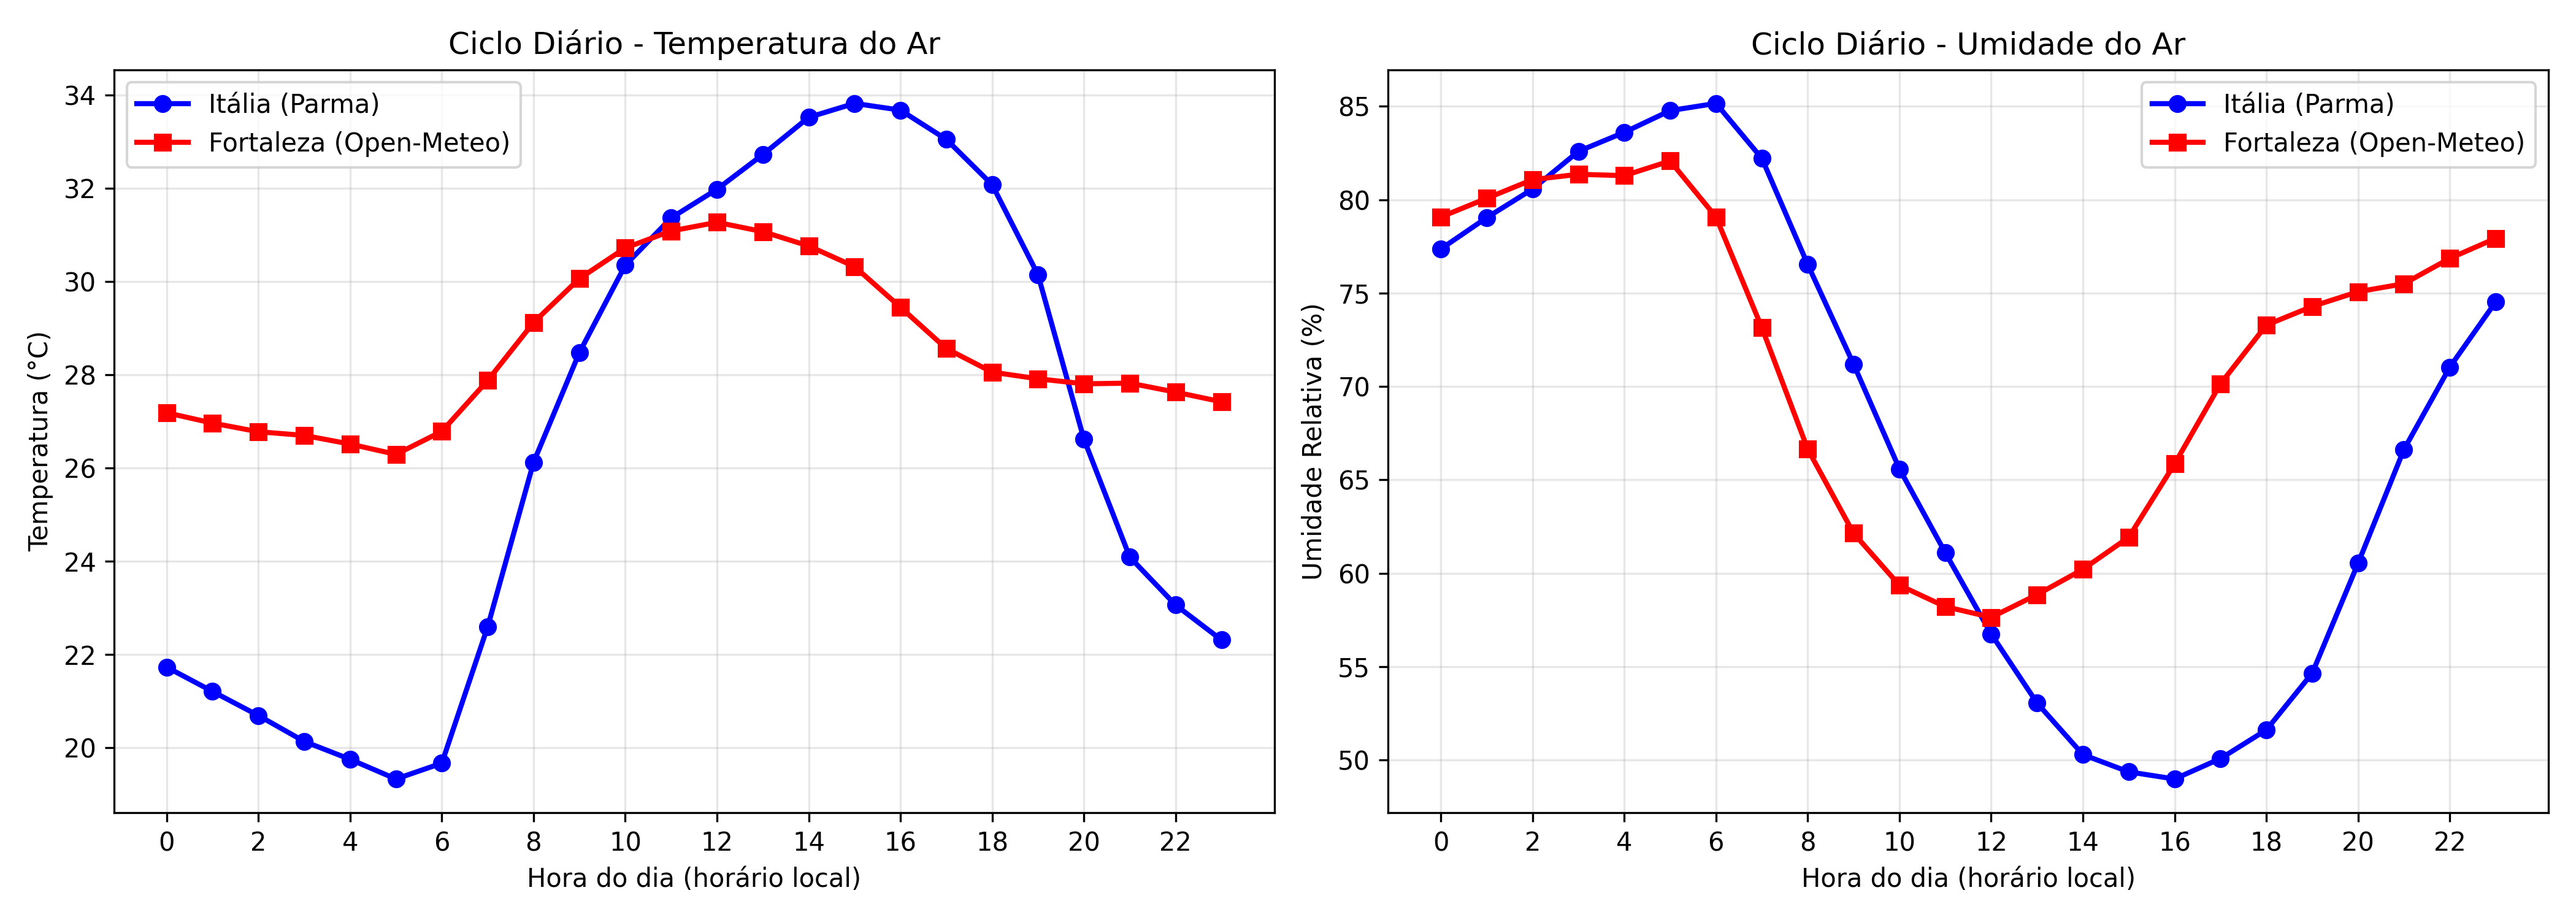 Ciclo Diário - Temperatura do Ar
Itália (Parma)
Fortaleza (Open-Meteo)
Temperatura (°C)
34
32
30
28
26
24
22
20
0 2 4 6 8 10 12 14 16 18 20 22
Hora do dia (horário local)
Ciclo Diário - Umidade do Ar
Itália (Parma)
Fortaleza (Open-Meteo)
Umidade Relativa (%)
85
80
75
70
65
60
55
50
0 2 4 6 8 10 12 14 16 18 20 22
Hora do dia (horário local)